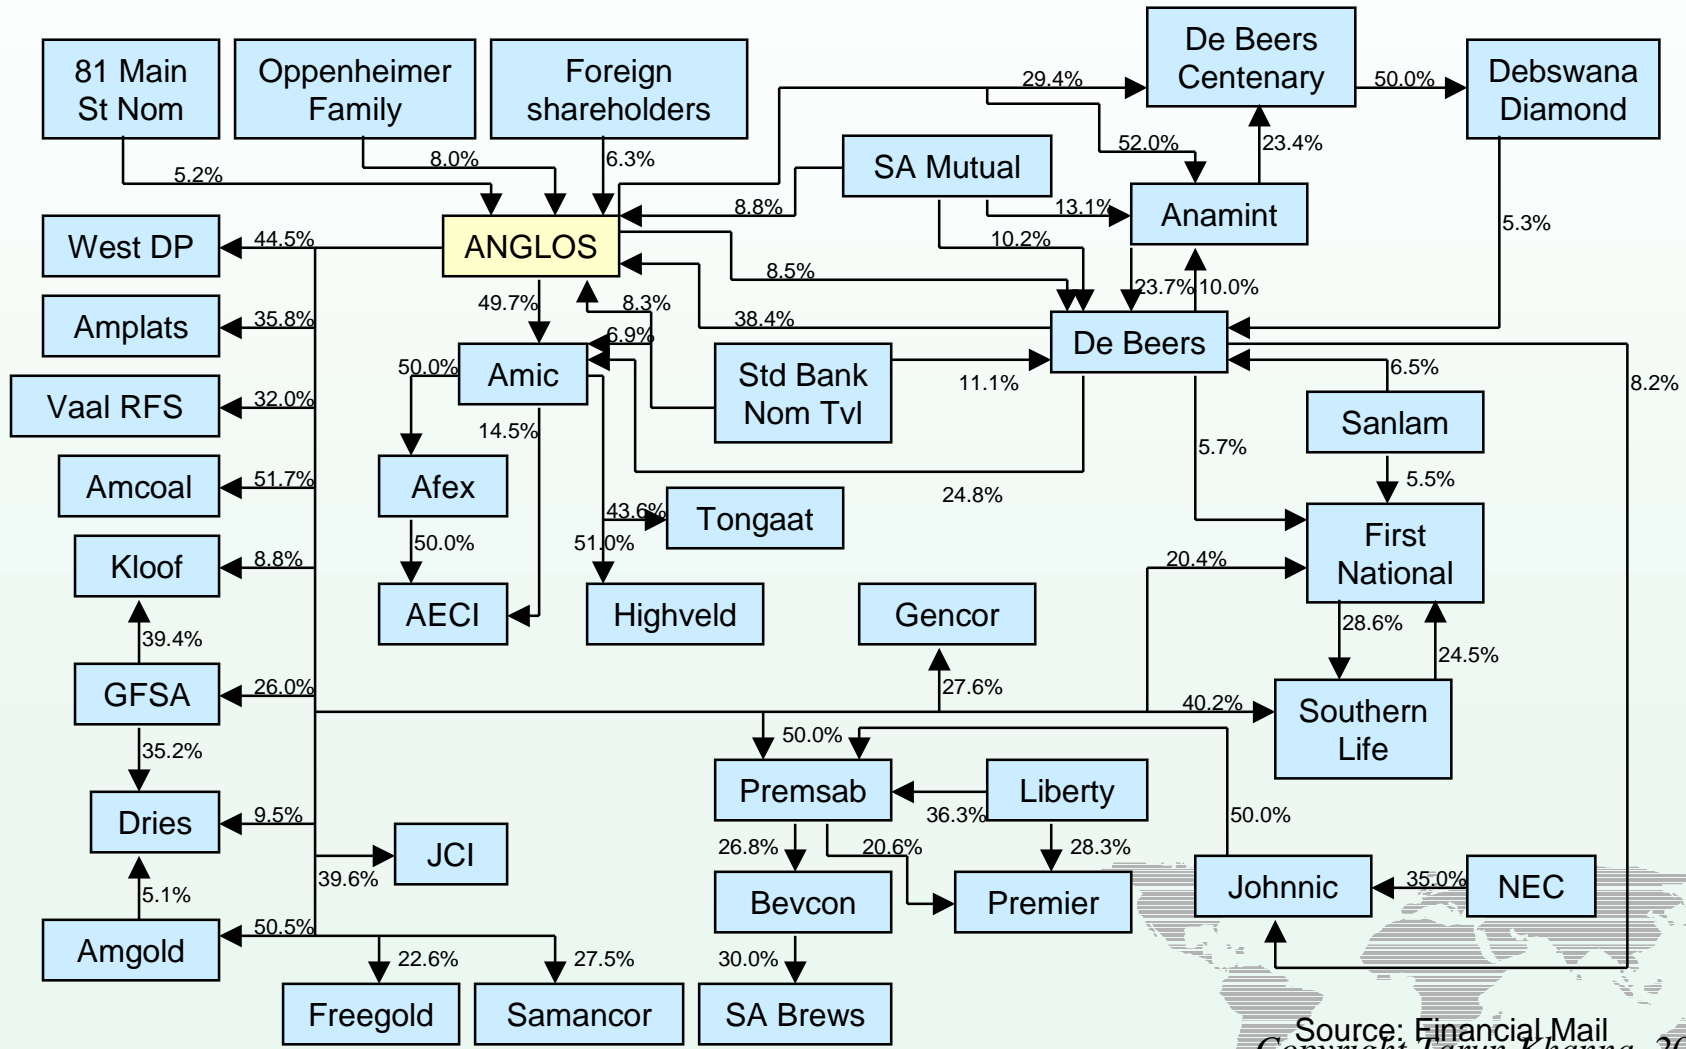 De Beers
Centenary
81 Main
St Nom
Oppenheimer
Family
Foreign
shareholders
Debswana
Diamond
29.4%
50.0%
52.0%
23.4%
8.0%
6.3%
5.2%
SA Mutual
8.8%
13.1%
Anamint
5.3%
West DP
44.5%
ANGLOS
10.2%
8.5%
23.7%
10.0%
49.7%
8.3%
Amplats
35.8%
38.4%
6.9%
De Beers
Amic
50.0%
Std Bank
Nom Tvl
11.1%
6.5%
8.2%
Vaal RFS
32.0%
14.5%
Sanlam
5.7%
Amcoal
51.7%
Afex
24.8%
5.5%
43.6%
Tongaat
First
National
Kloof
8.8%
50.0%
51.0%
20.4%
AECI
Highveld
Gencor
28.6%
39.4%
24.5%
GFSA
26.0%
27.6%
40.2%
Southern
Life
35.2%
50.0%
Premsab
Liberty
Dries
9.5%
36.3%
50.0%
JCI
39.6%
26.8%
20.6%
28.3%
5.1%
Bevcon
Premier
Johnnic
35.0%
NEC
Amgold
50.5%
22.6%
27.5%
30.0%
Freegold
Samancor
SA Brews
Source: Financial Mail
Copyright Tarun Khanna, 20